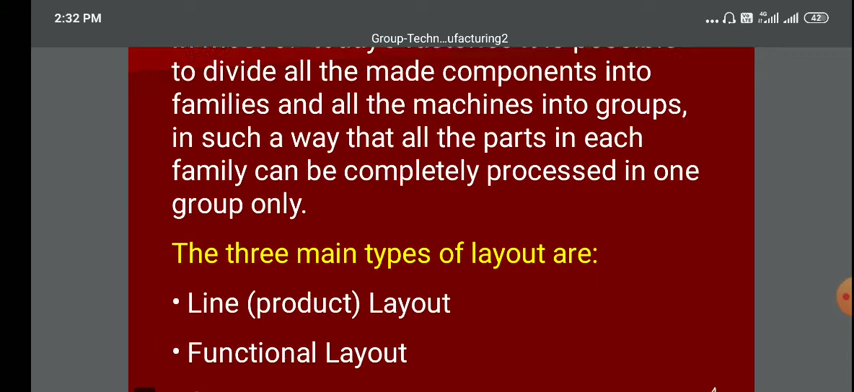 2:32 PM
4G
42
Group-Techn...ufacturing2
to divide all the made components into
families and all the machines into groups,
in such a way that all the parts in each
family can be completely processed in one
group only.
The three main types of layout are:
• Line (product) Layout
• Functional Layout